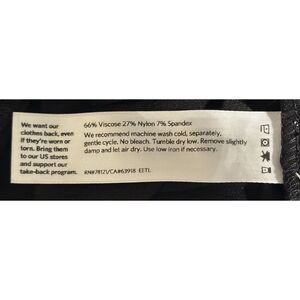 We want our
clothes back, even
if they're worn or
torn. Bring them
to our US stores
and support our
take-back program.
66% Viscose 27% Nylon 7% Spandex
We recommend machine wash cold, separately,
gentle cycle. No bleach. Tumble dry low. Remove slightly
damp and let air dry. Use low iron if necessary.
RN#78121/CA#63918 EETL